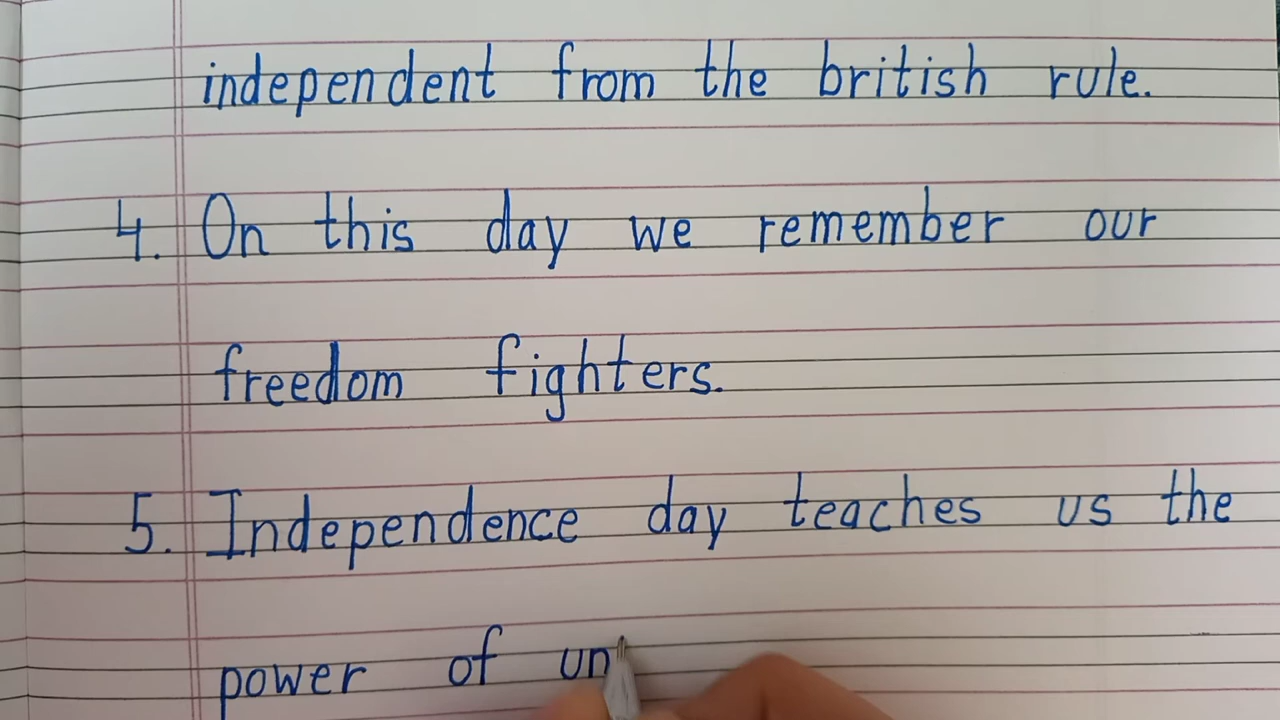 independent from the british rule.
4. On this day we remember our
freedom fighters.
5. Independence day teaches us the
power of un